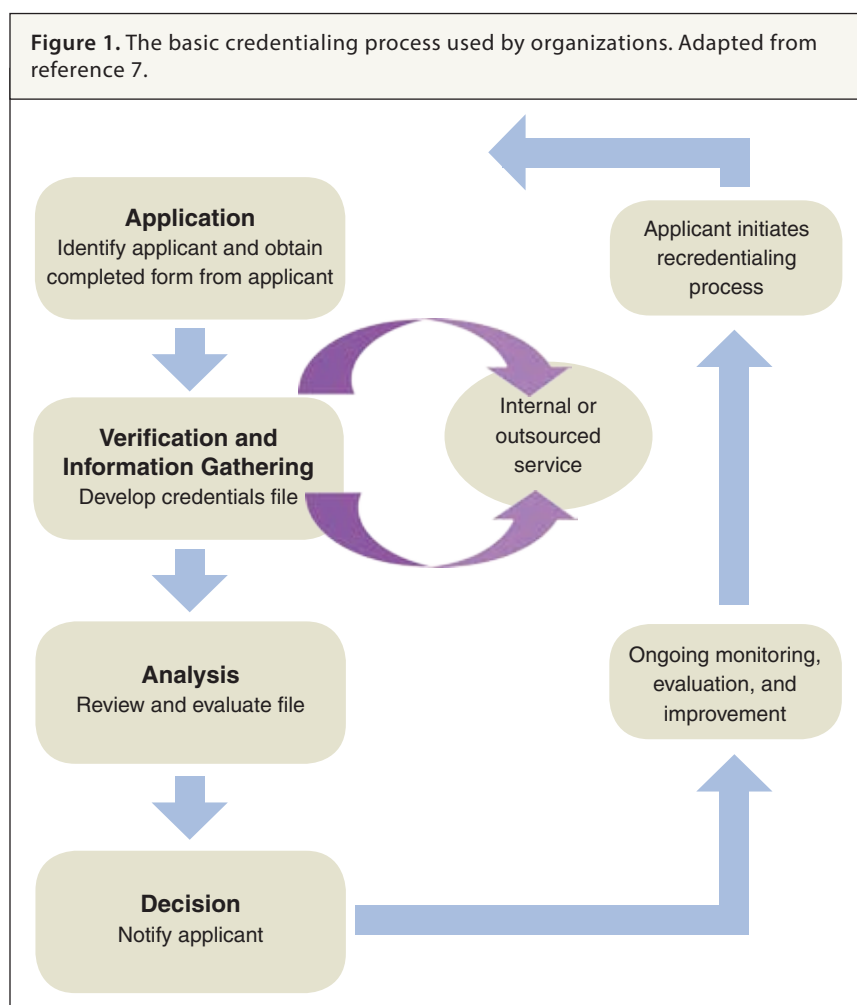 Figure 1. The basic credentialing process used by organizations. Adapted from
reference 7.
Application
Identify applicant and obtain
completed form from applicant
Verification and
Information Gathering
Develop credentials file
Internal or
outsourced
service
Analysis
Review and evaluate file
Decision
Notify applicant
Ongoing monitoring,
evaluation, and
improvement
Applicant initiates
recredentialing
process